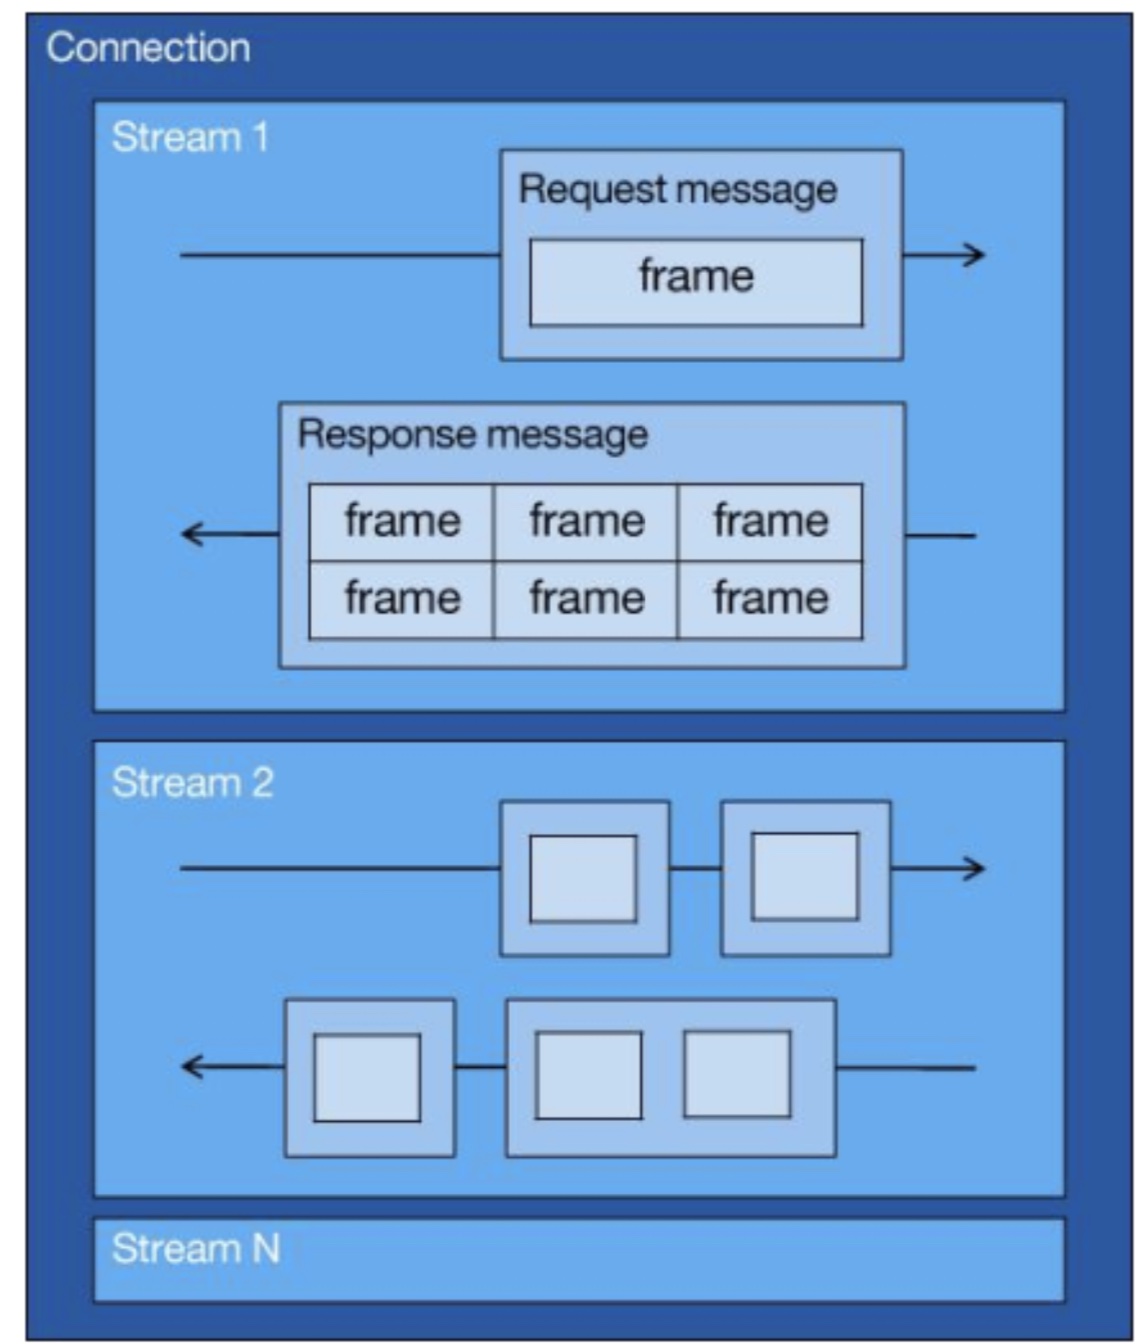 Connection
Stream 1
Request message
frame
Response message
frame frame frame
frame frame frame
Stream 2
Stream N